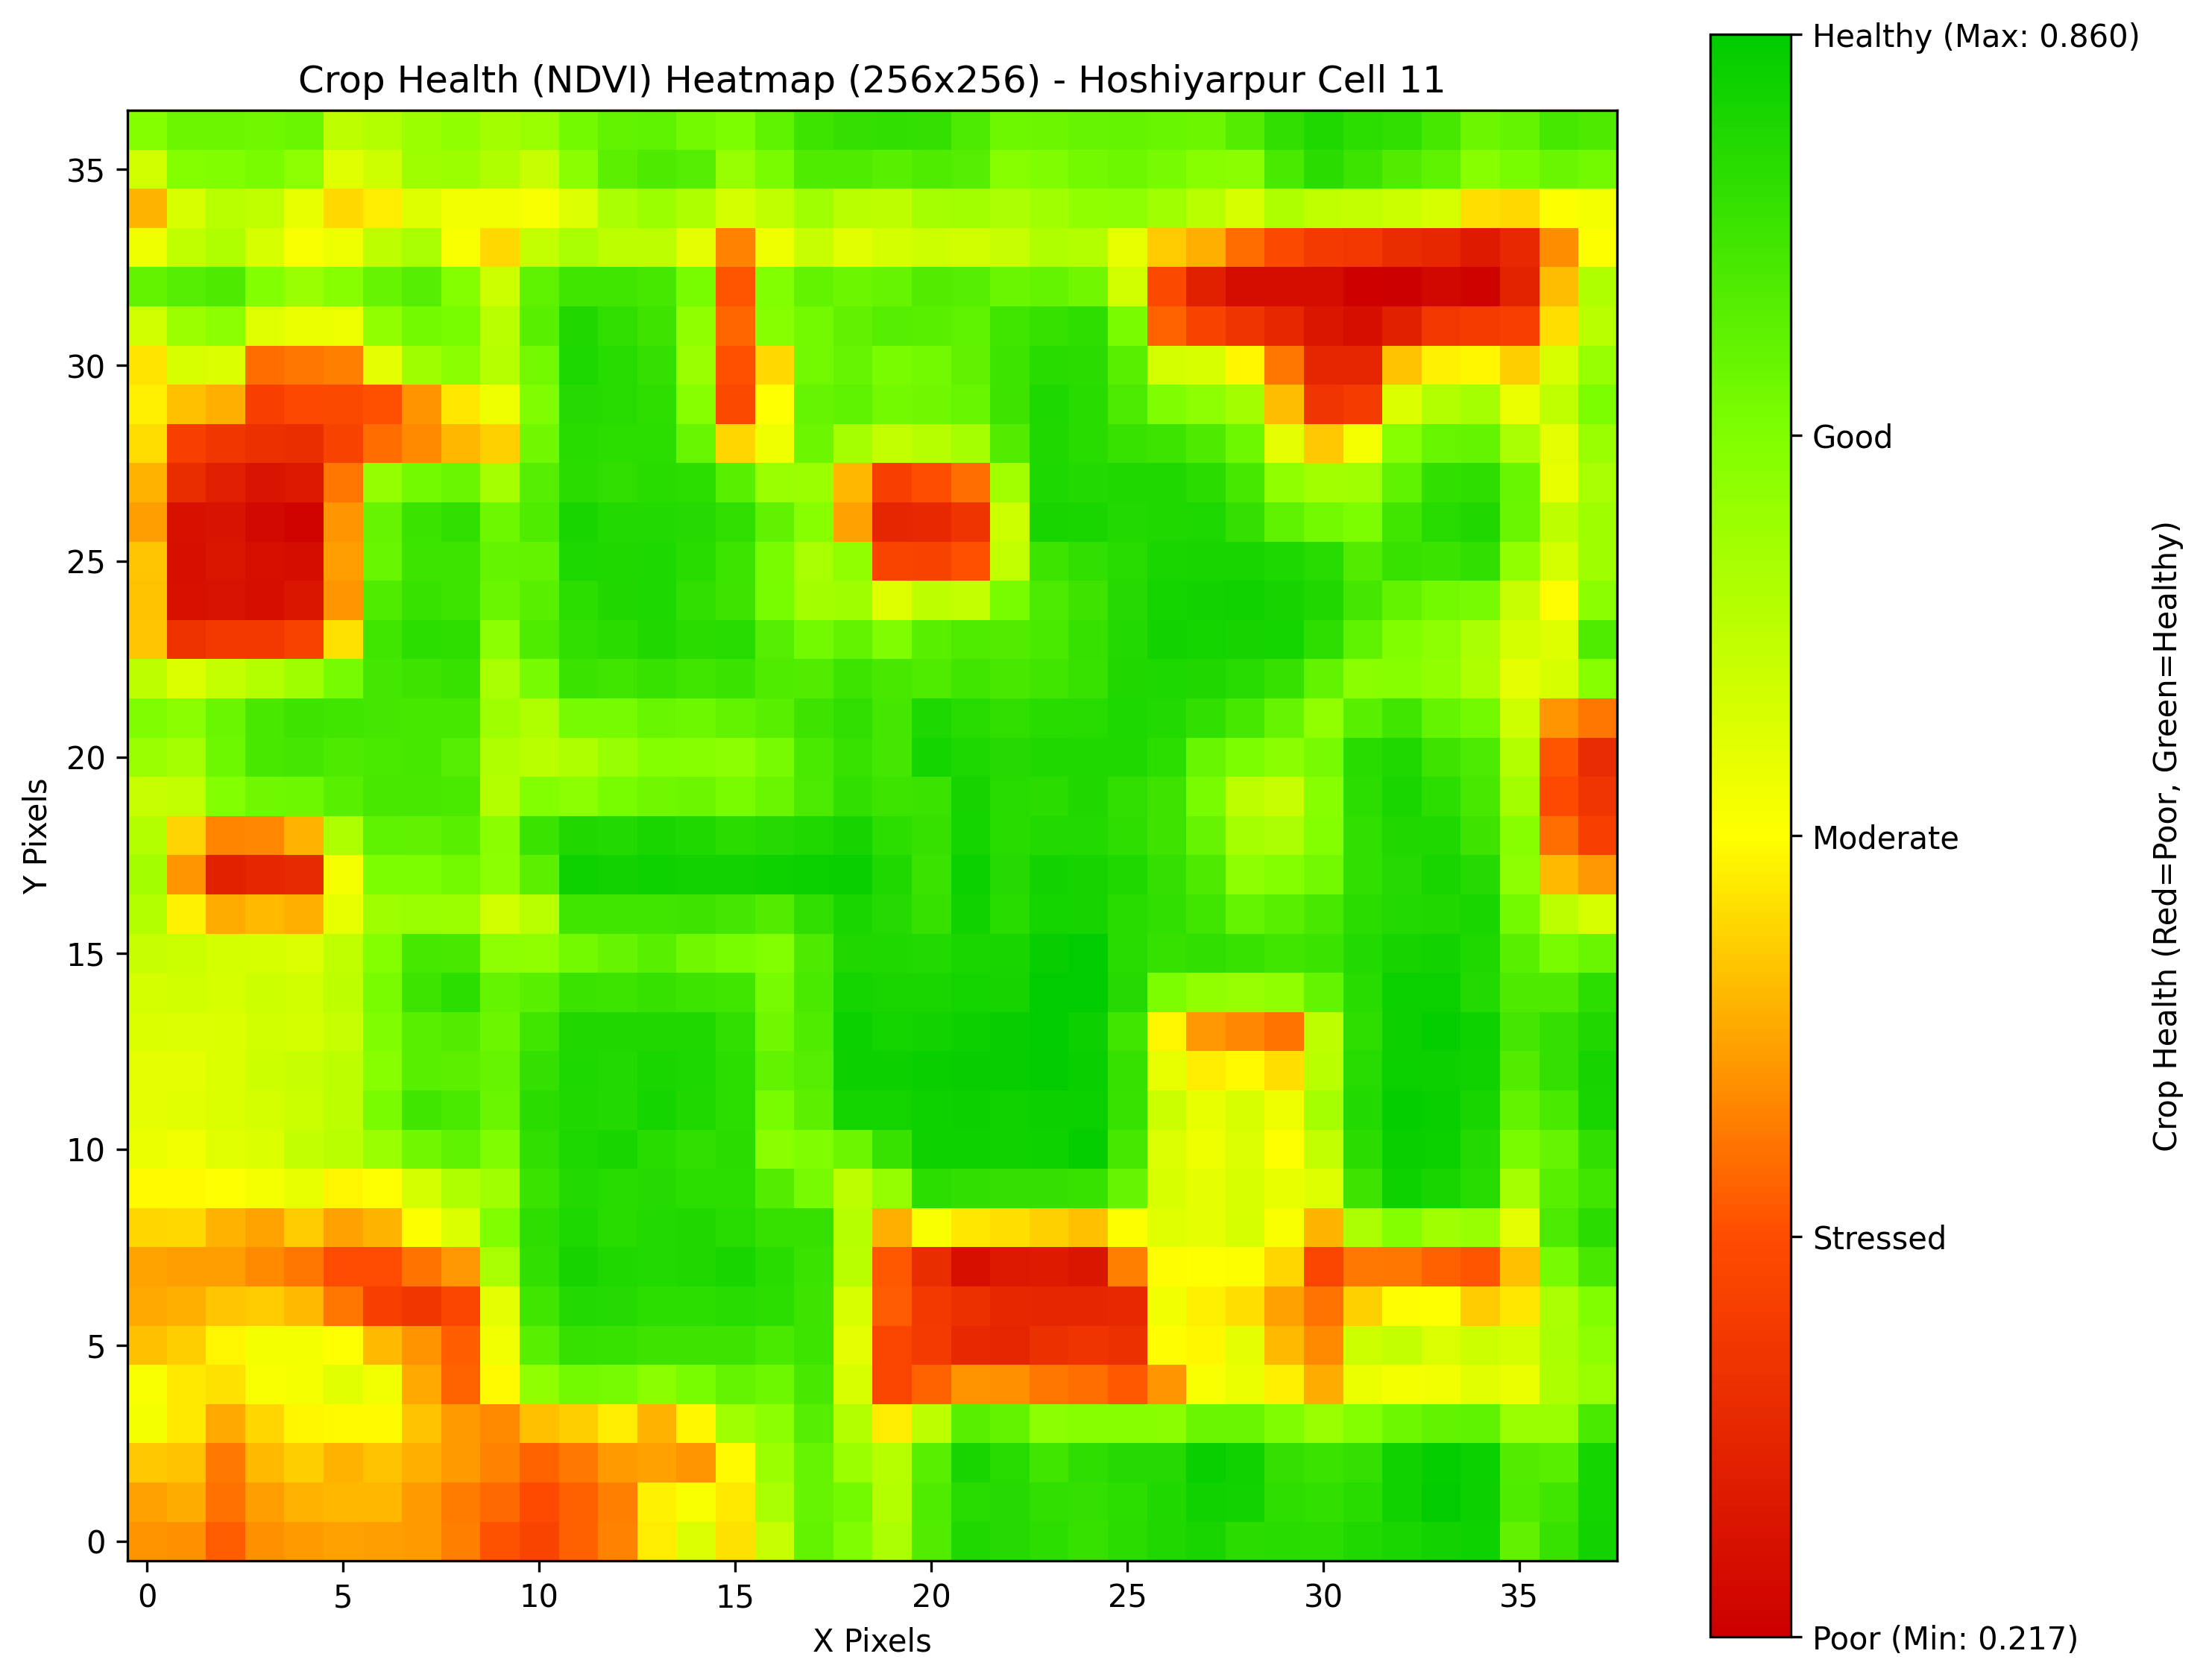 Crop Health (NDVI) Heatmap (256x256) - Hoshiyarpur Cell 11
Y Pixels
35
30
25
20
15
10
5
0
0 5 10 15 20 25 30 35
X Pixels
Healthy (Max: 0.860)
Good
Moderate
Stressed
Poor (Min: 0.217)
Crop Health (Red=Poor, Green=Healthy)